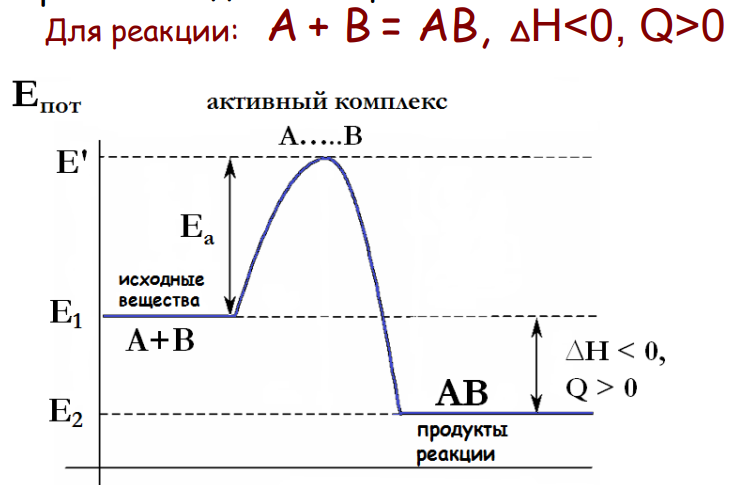 Для реакции: A + B = AB, ΔH<0, Q>0
Eпот
активный комплекс
A.....B
E'
Ea
исходные
вещества
E1
A+B
ΔH < 0,
Q > 0
AB
E2
продукты
реакции